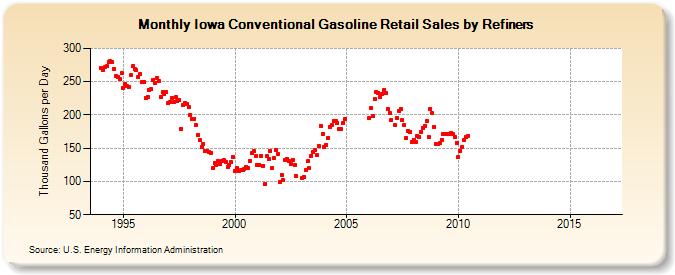 Monthly Iowa Conventional Gasoline Retail Sales by Refiners
Thousand Gallons per Day
300
250
200
150
100
50
1995 2000 2005 2010 2015
Source: U.S. Energy Information Administration